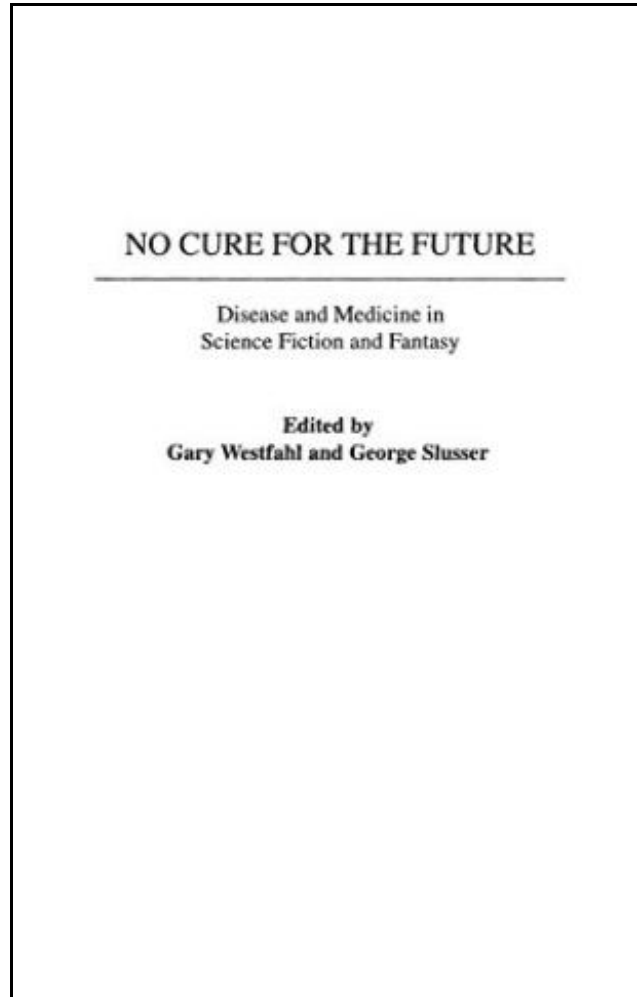 NO CURE FOR THE FUTURE
Disease and Medicine in
Science Fiction and Fantasy
Edited by
Gary Westfahl and George Slusser